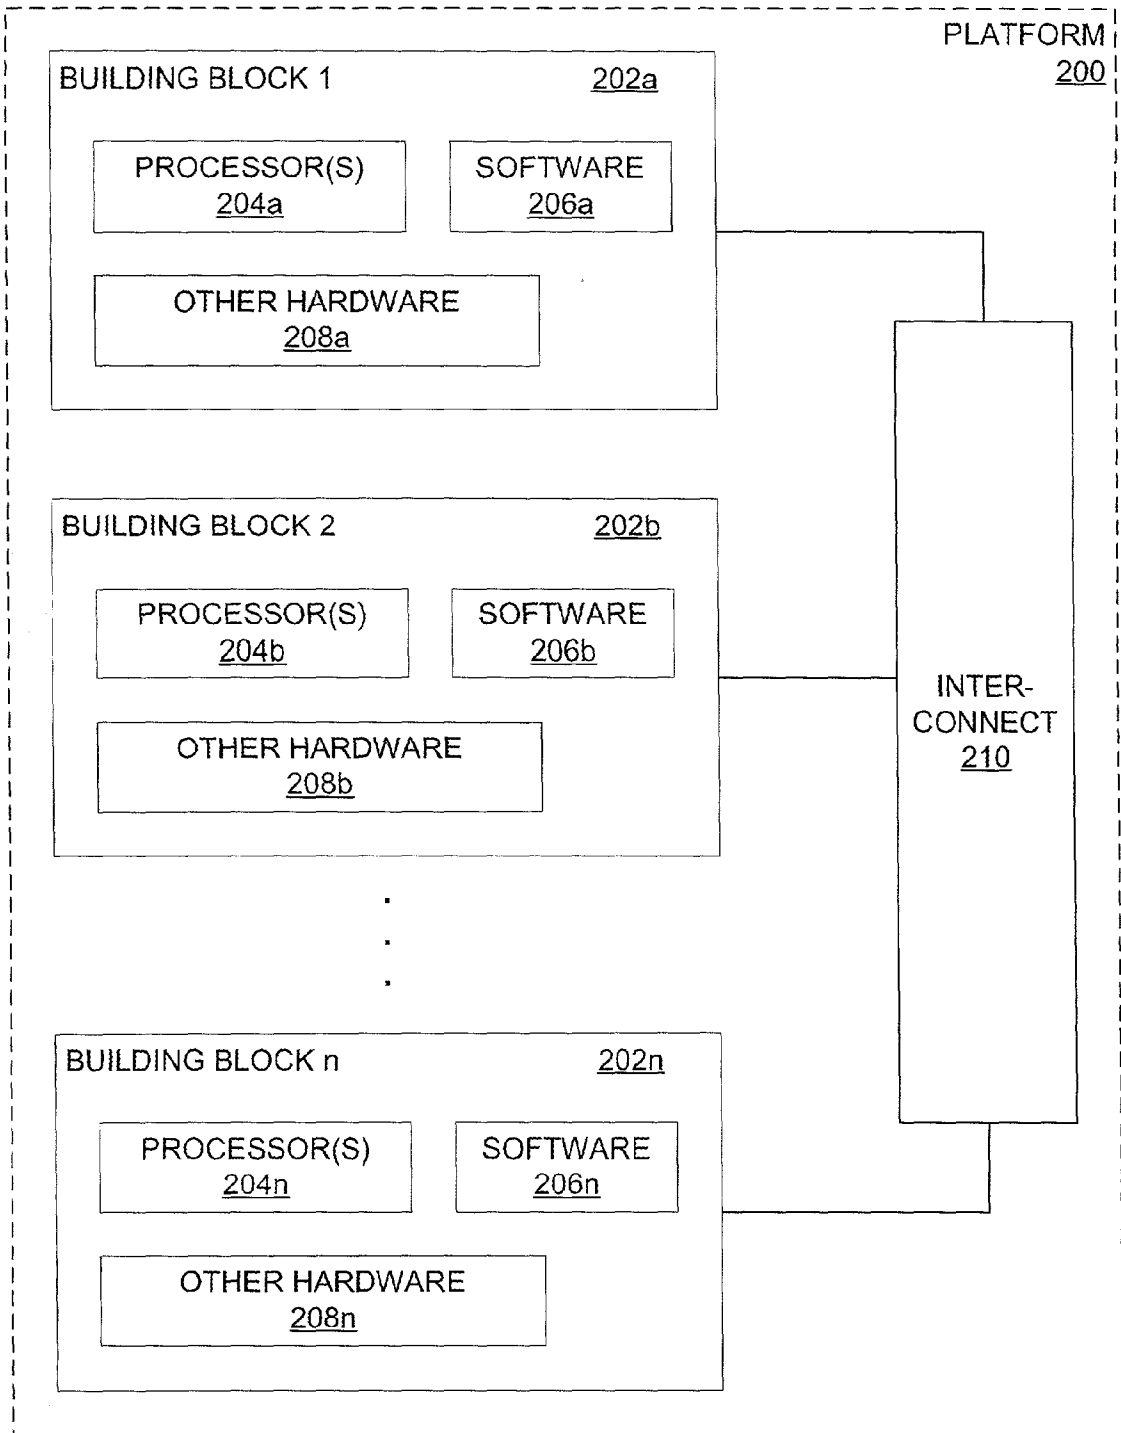 PLATFORM
200
BUILDING BLOCK 1 202a
PROCESSOR(S)
204a
SOFTWARE
206a
OTHER HARDWARE
208a
BUILDING BLOCK 2 202b
PROCESSOR(S)
204b
SOFTWARE
206b
OTHER HARDWARE
208b
INTER-
CONNECT
210
BUILDING BLOCK n 202n
PROCESSOR(S)
204n
SOFTWARE
206n
OTHER HARDWARE
208n